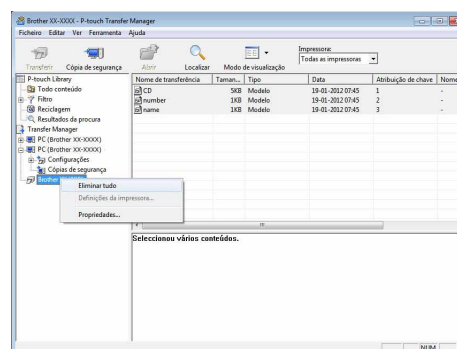 Brother XX-XXXX - P-touch Transfer Manager
Ficheiro Editar Ver Ferramenta Ajuda
Transferir Cópia de segurança Abrir Localizar Modo de visualização
Impressora:
Todas as impressoras
P-touch Library
Todo conteúdo
Filtro
Reciclagem
Resultados da procura
Transfer Manager
PC (Brother XX-XXXX)
PC (Brother XX-XXXX)
Configurações
Cópias de segurança
Brother
Eliminar tudo
Definições da impressora...
Propriedades...
Nome de transferência Taman... Tipo Data Atribuição de chave Nome
CD 5KB Modelo 19-01-2012 07:45 1 -
number 1KB Modelo 19-01-2012 07:45 2 -
name 1KB Modelo 19-01-2012 07:45 3 -
Seleccionou vários conteúdos.
NUM